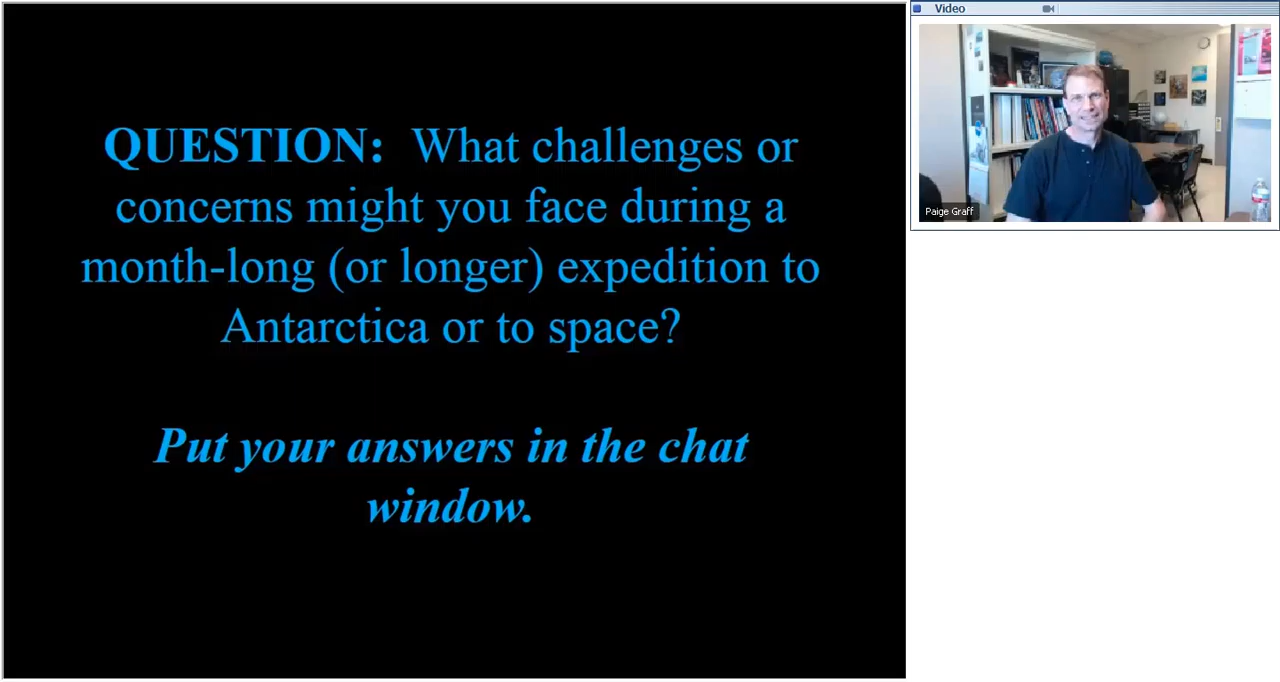 QUESTION: What challenges or
concerns might you face during a
month-long (or longer) expedition to
Antarctica or to space?
Put your answers in the chat
window.
Video
Paige Graff